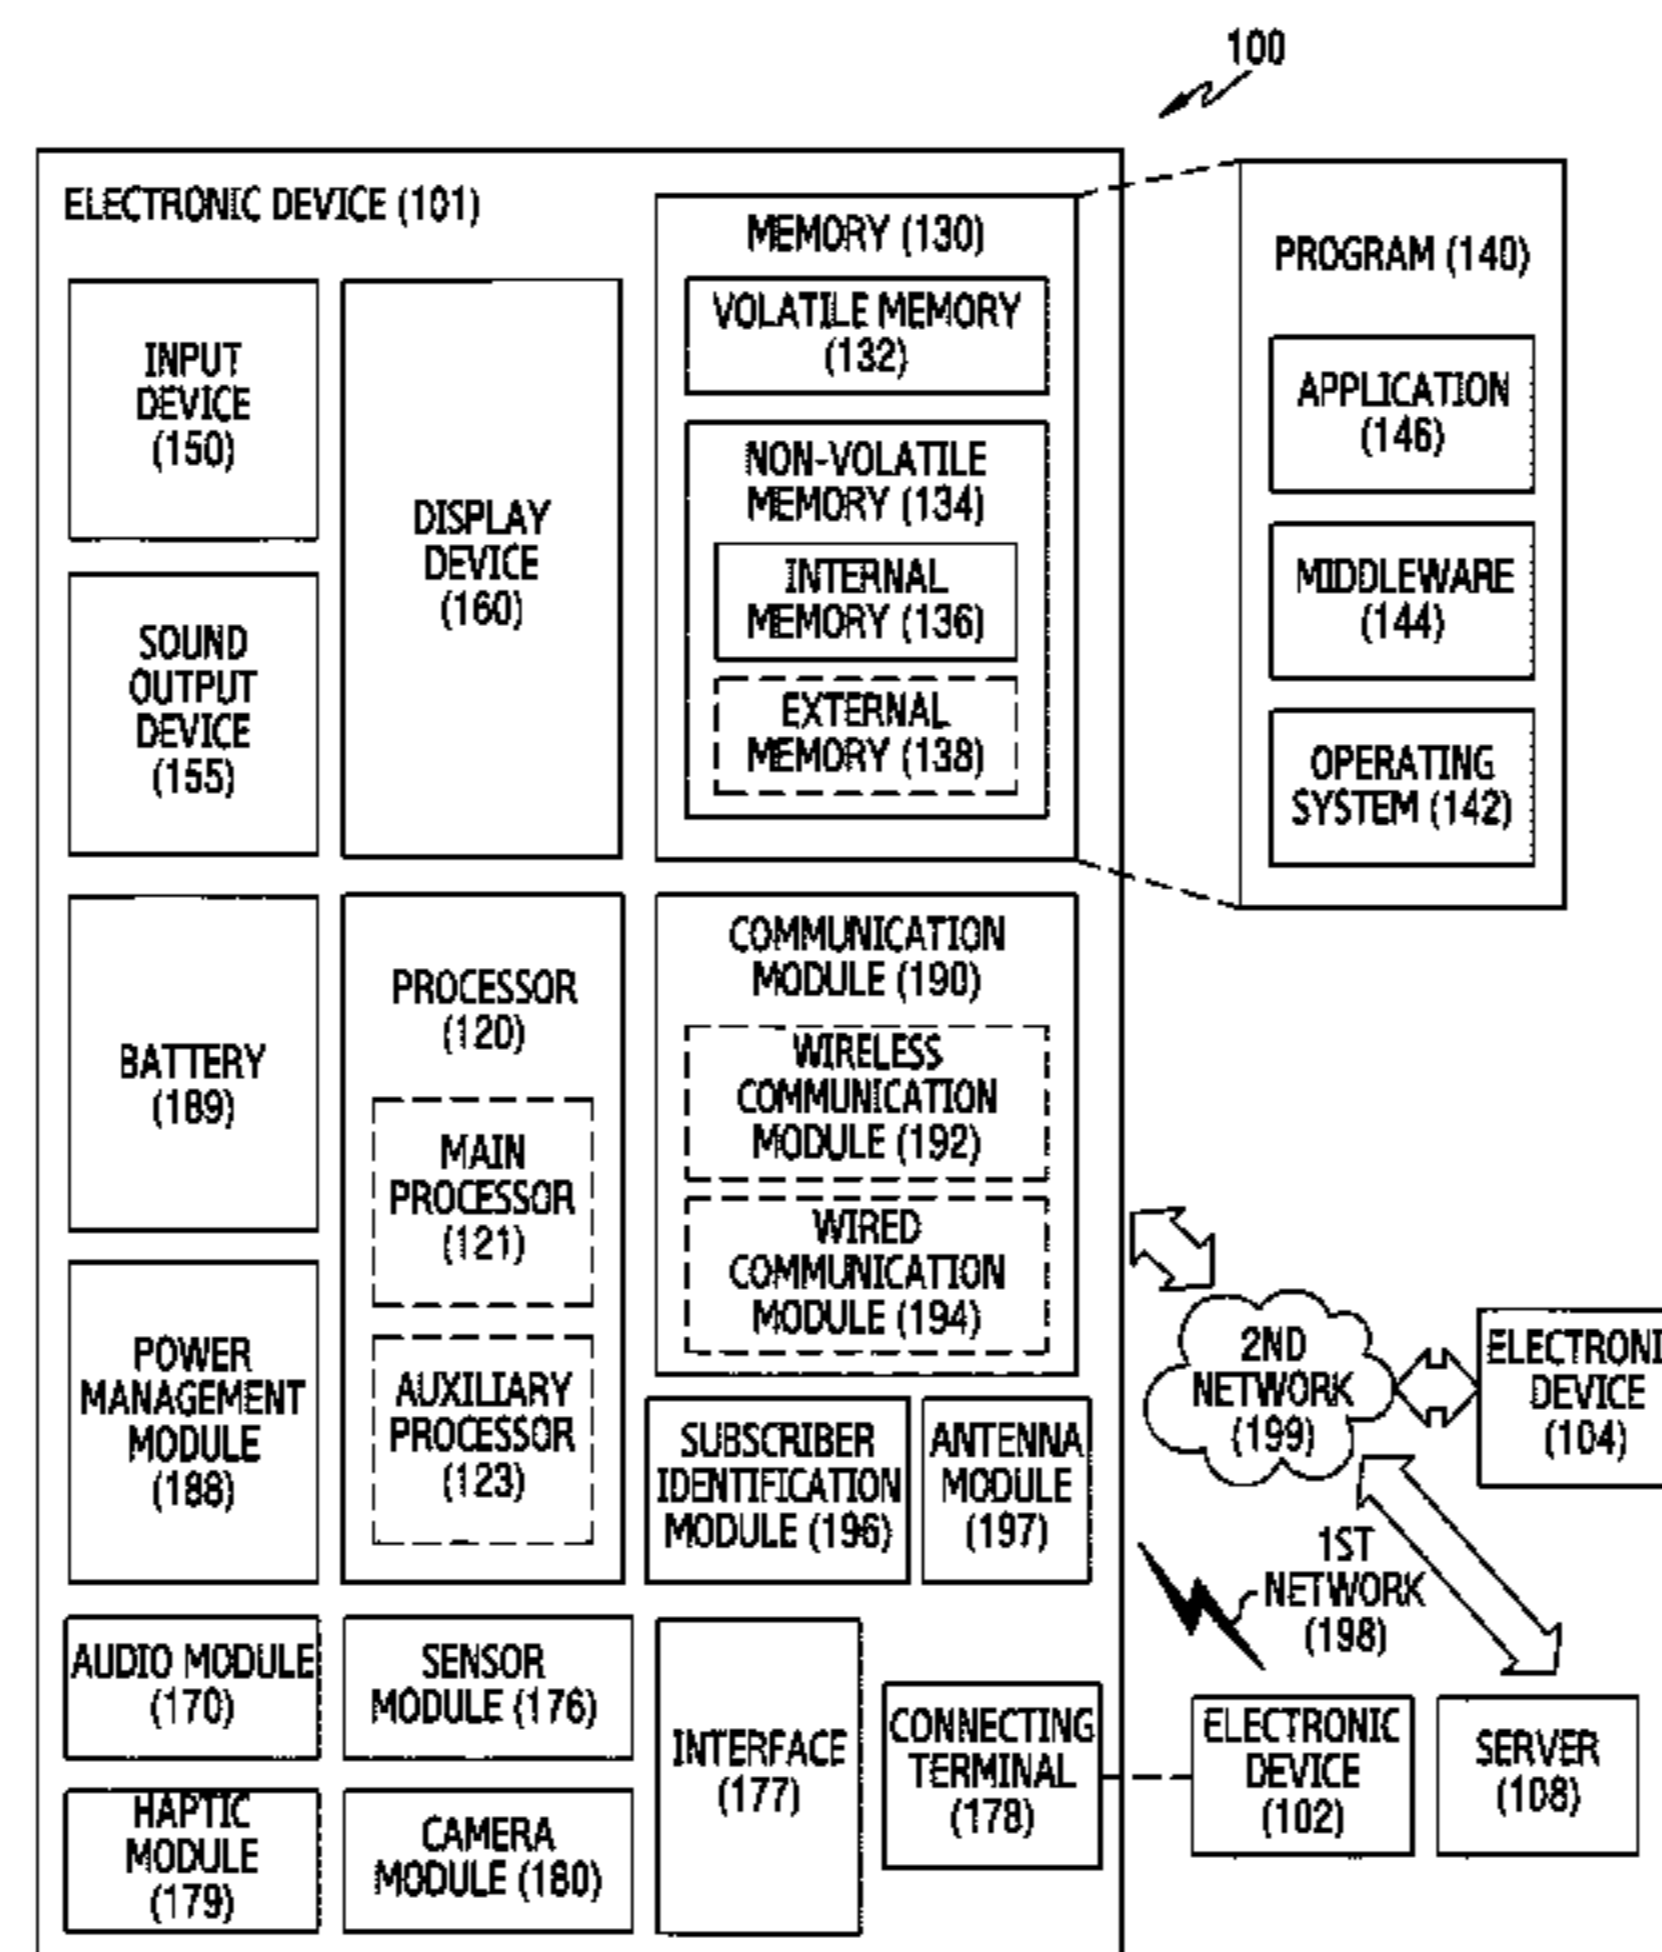 100
ELECTRONIC DEVICE (101)
INPUT
DEVICE
(150)
SOUND
OUTPUT
DEVICE
(155)
DISPLAY
DEVICE
(160)
MEMORY (130)
VOLATILE MEMORY
(132)
NON-VOLATILE
MEMORY (134)
INTERNAL
MEMORY (136)
EXTERNAL
MEMORY (138)
PROGRAM (140)
APPLICATION
(146)
MIDDLEWARE
(144)
OPERATING
SYSTEM (142)
BATTERY
(189)
POWER
MANAGEMENT
MODULE
(188)
PROCESSOR
(120)
MAIN
PROCESSOR
(121)
AUXILIARY
PROCESSOR
(123)
COMMUNICATION
MODULE (190)
WIRELESS
COMMUNICATION
MODULE (192)
WIRED
COMMUNICATION
MODULE (194)
SUBSCRIBER
IDENTIFICATION
MODULE (196)
ANTENNA
MODULE
(197)
2ND
NETWORK
(199)
ELECTRONI
DEVICE
(104)
1ST
NETWORK
(198)
AUDIO MODULE
(170)
SENSOR
MODULE (176)
INTERFACE
(177)
CONNECTING
TERMINAL
(178)
ELECTRONIC
DEVICE
(102)
SERVER
(108)
HAPTIC
MODULE
(179)
CAMERA
MODULE (180)